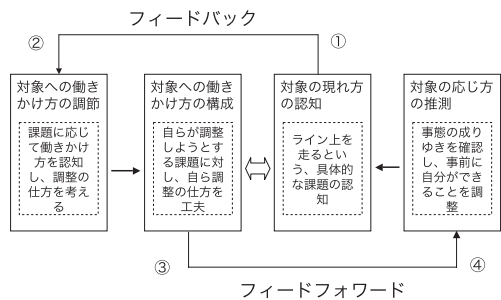 フィードバック
②
①
対象への働き
かけ方の調節
課題に応じ
て働きかけ
方を認知
し、調整の
仕方を考え
る
対象への働き
かけ方の構成
自らが調整
しようとす
る課題に対
し、自ら調
整の仕方を
工夫
対象の現れ方
の認知
ライン上を
走るとい
う、具体的
な課題の認
知
対象の応じ方
の推測
事態の成り
ゆきを確認
し、事前に
自分ができ
ることを調
整
③
④
フィードフォワード